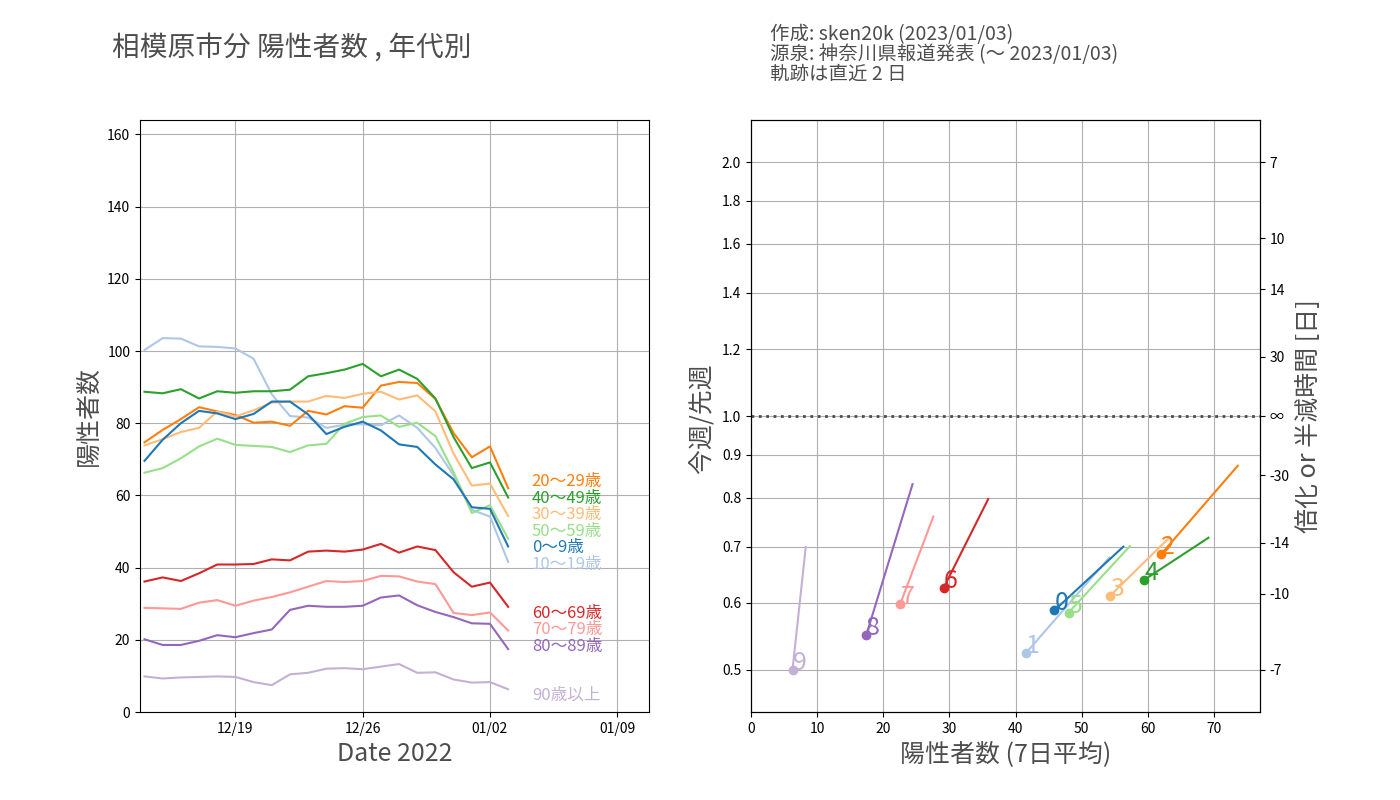 相模原市分 陽性者数 , 年代別
作成: sken20k (2023/01/03)
源泉: 神奈川県報道発表 (～ 2023/01/03)
軌跡は直近 2 日
陽性者数
160
140
120
100
80
60
40
20
0
20～29歳
40～49歳
30～39歳
50～59歳
0～9歳
10～19歳
60～69歳
70～79歳
80～89歳
90歳以上
12/19
12/26
01/02
01/09
Date 2022
今週/先週
2.0
1.8
1.6
1.4
1.2
1.0
0.9
0.8
0.7
0.6
0.5
2
4
3
6
7
0
5
8
1
9
7
10
14
30
∞
-30
-14
-10
-7
倍化 or 半減時間 [日]
0
10
20
30
40
50
60
70
陽性者数 (7日平均)